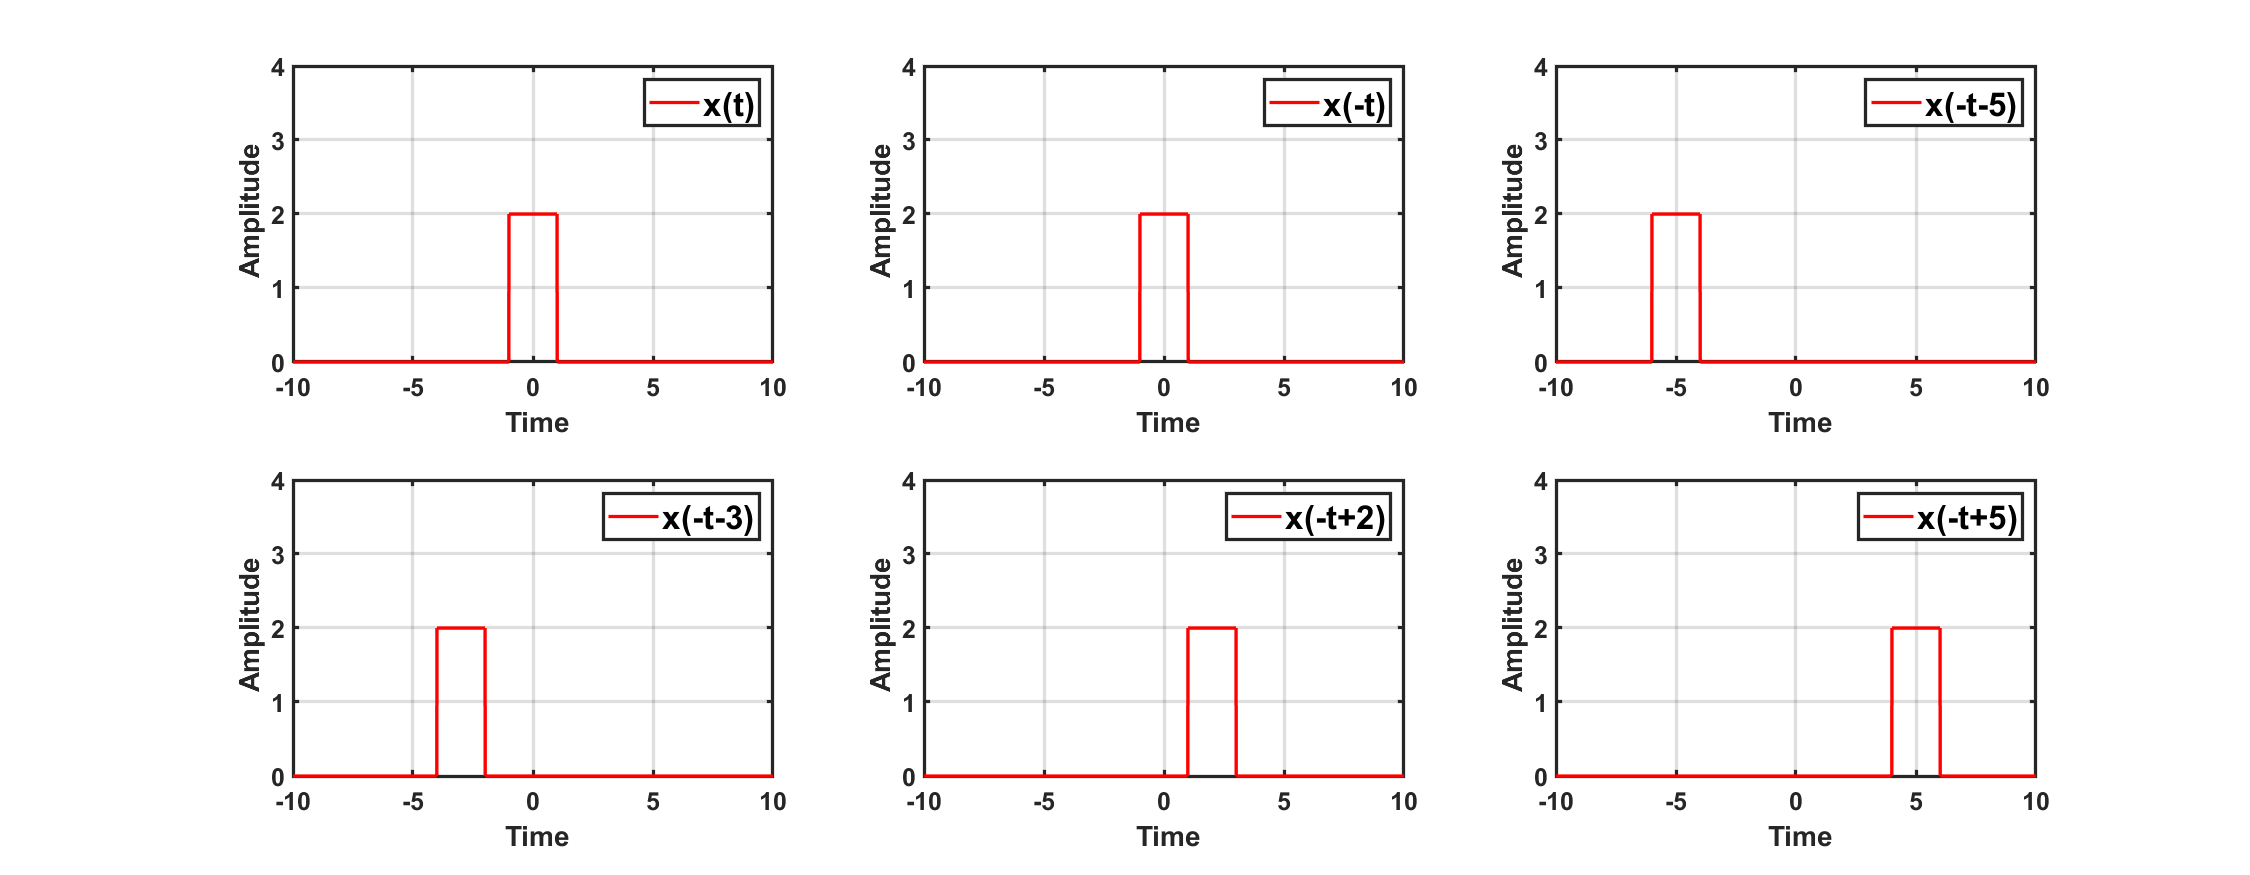 4 4 4
x(t) x(-t) x(-t-5)
3 3 3
Amplitude Amplitude Amplitude
2 2 2
1 1 1
0 0 0
-10 -5 0 5 10 -10 -5 0 5 10 -10 -5 0 5 10
Time Time Time
4 4 4
x(-t-3) x(-t+2) x(-t+5)
3 3 3
Amplitude Amplitude Amplitude
2 2 2
1 1 1
0 0 0
-10 -5 0 5 10 -10 -5 0 5 10 -10 -5 0 5 10
Time Time Time